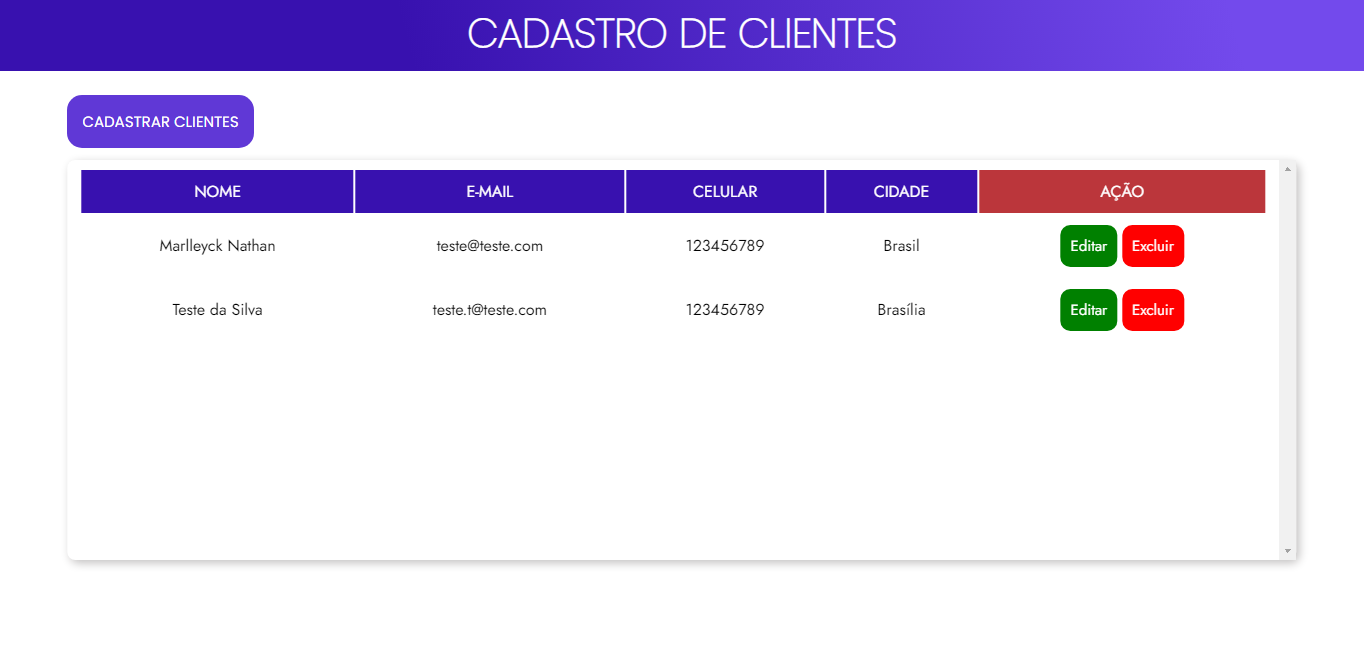 CADASTRO DE CLIENTES
CADASTRAR CLIENTES
NOME E-MAIL CELULAR CIDADE AÇÃO
Marlleyck Nathan teste@teste.com 123456789 Brasil Editar Excluir
Teste da Silva teste.t@teste.com 123456789 Brasília Editar Excluir